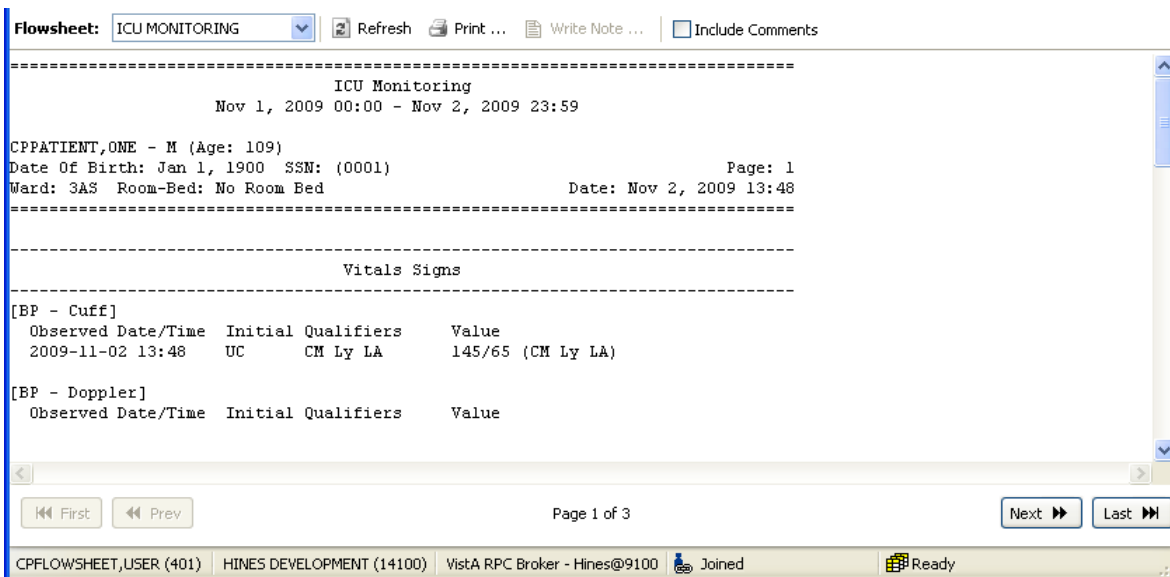 Flowsheet: ICU MONITORING Refresh Print ... Write Note ... Include Comments
================================================================================
ICU Monitoring
Nov 1, 2009 00:00 - Nov 2, 2009 23:59
CPPATIENT,ONE - M (Age: 109)
Date Of Birth: Jan 1, 1900 SSN: (0001) Page: 1
Ward: 3AS Room-Bed: No Room Bed Date: Nov 2, 2009 13:48
================================================================================
--------------------------------------------------------------------------------
Vitals Signs
--------------------------------------------------------------------------------
[BP - Cuff]
Observed Date/Time Initial Qualifiers Value
2009-11-02 13:48 UC CM Ly LA 145/65 (CM Ly LA)
[BP - Doppler]
Observed Date/Time Initial Qualifiers Value
First Prev Page 1 of 3 Next Last
CPFLOWSHEET,USER (401) HINES DEVELOPMENT (14100) VistA RPC Broker - Hines@9100 Joined Ready